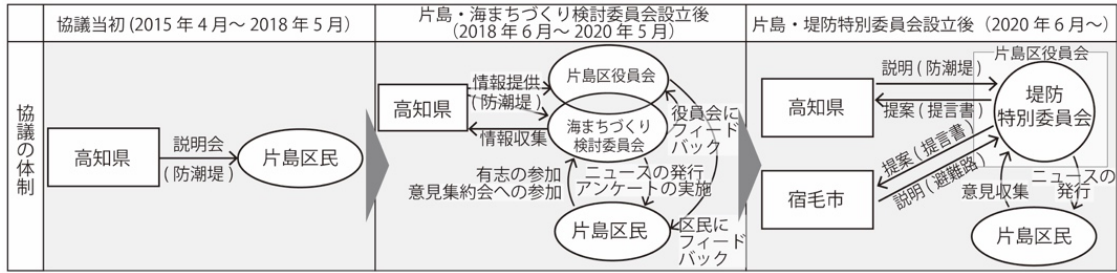 協議当初 (2015 年 4 月～ 2018 年 5 月)
片島・海まちづくり検討委員会設立後
(2018 年 6 月～ 2020 年 5 月)
片島・堤防特別委員会設立後 (2020 年 6 月～)
協議の体制
高知県
説明会
(防潮堤)
片島区民
高知県
情報提供
(防潮堤)
情報収集
片島区役員会
海まちづくり
検討委員会
役員会に
フィード
バック
有志の参加
意見集約会への参加
ニュースの発行
アンケートの実施
片島区民
区民に
フィード
バック
片島区役員会
高知県
説明 ( 防潮堤 )
提案 ( 提言書 )
堤防
特別委員会
宿毛市
提案 ( 提言書 )
説明 ( 避難路 )
意見収集
ニュースの
発行
片島区民